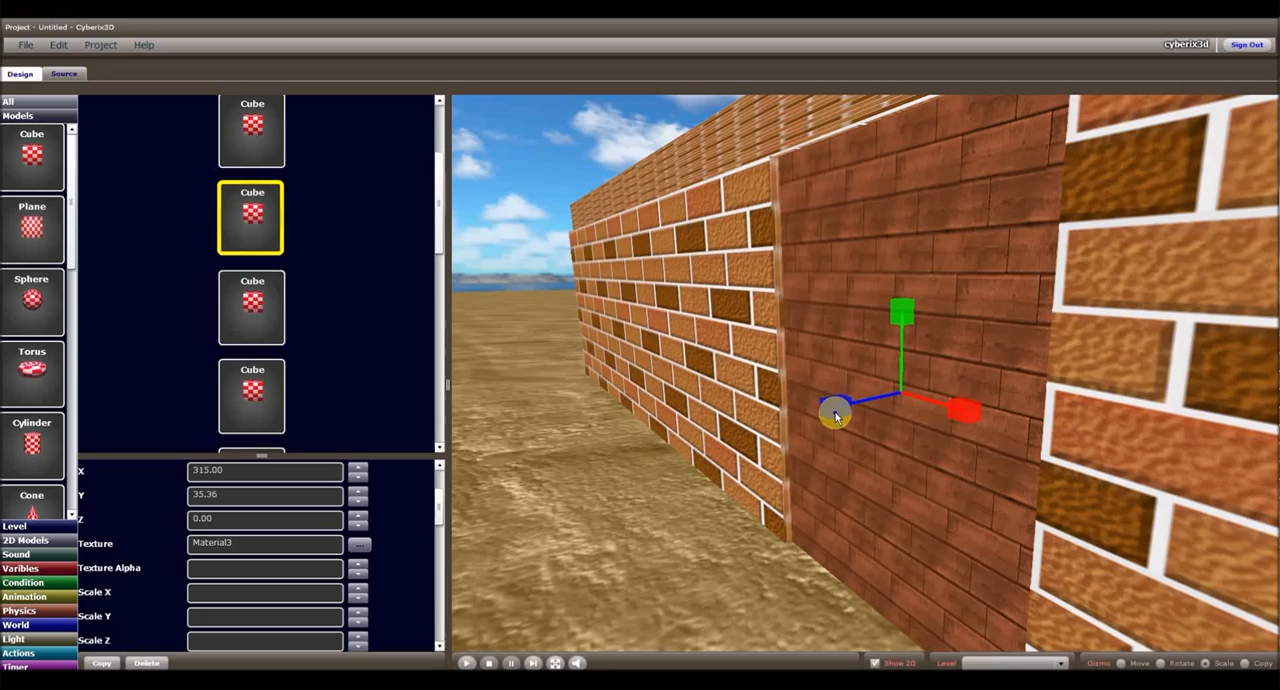 Project - Untitled - Cyberix3D
File Edit Project Help
cyberix3d Sign Out
Design Source
All
Models
Cube
Plane
Sphere
Torus
Cylinder
Cone
Level
2D Models
Sound
Varibles
Condition
Animation
Physics
World
Light
Actions
Timer
Cube
Cube
Cube
Cube
X 315.00
Y 35.36
Z 0.00
Texture Material3 ...
Texture Alpha
Scale X
Scale Y
Scale Z
Copy Delete
Show 2D Level Gizmo Move Rotate Scale Copy